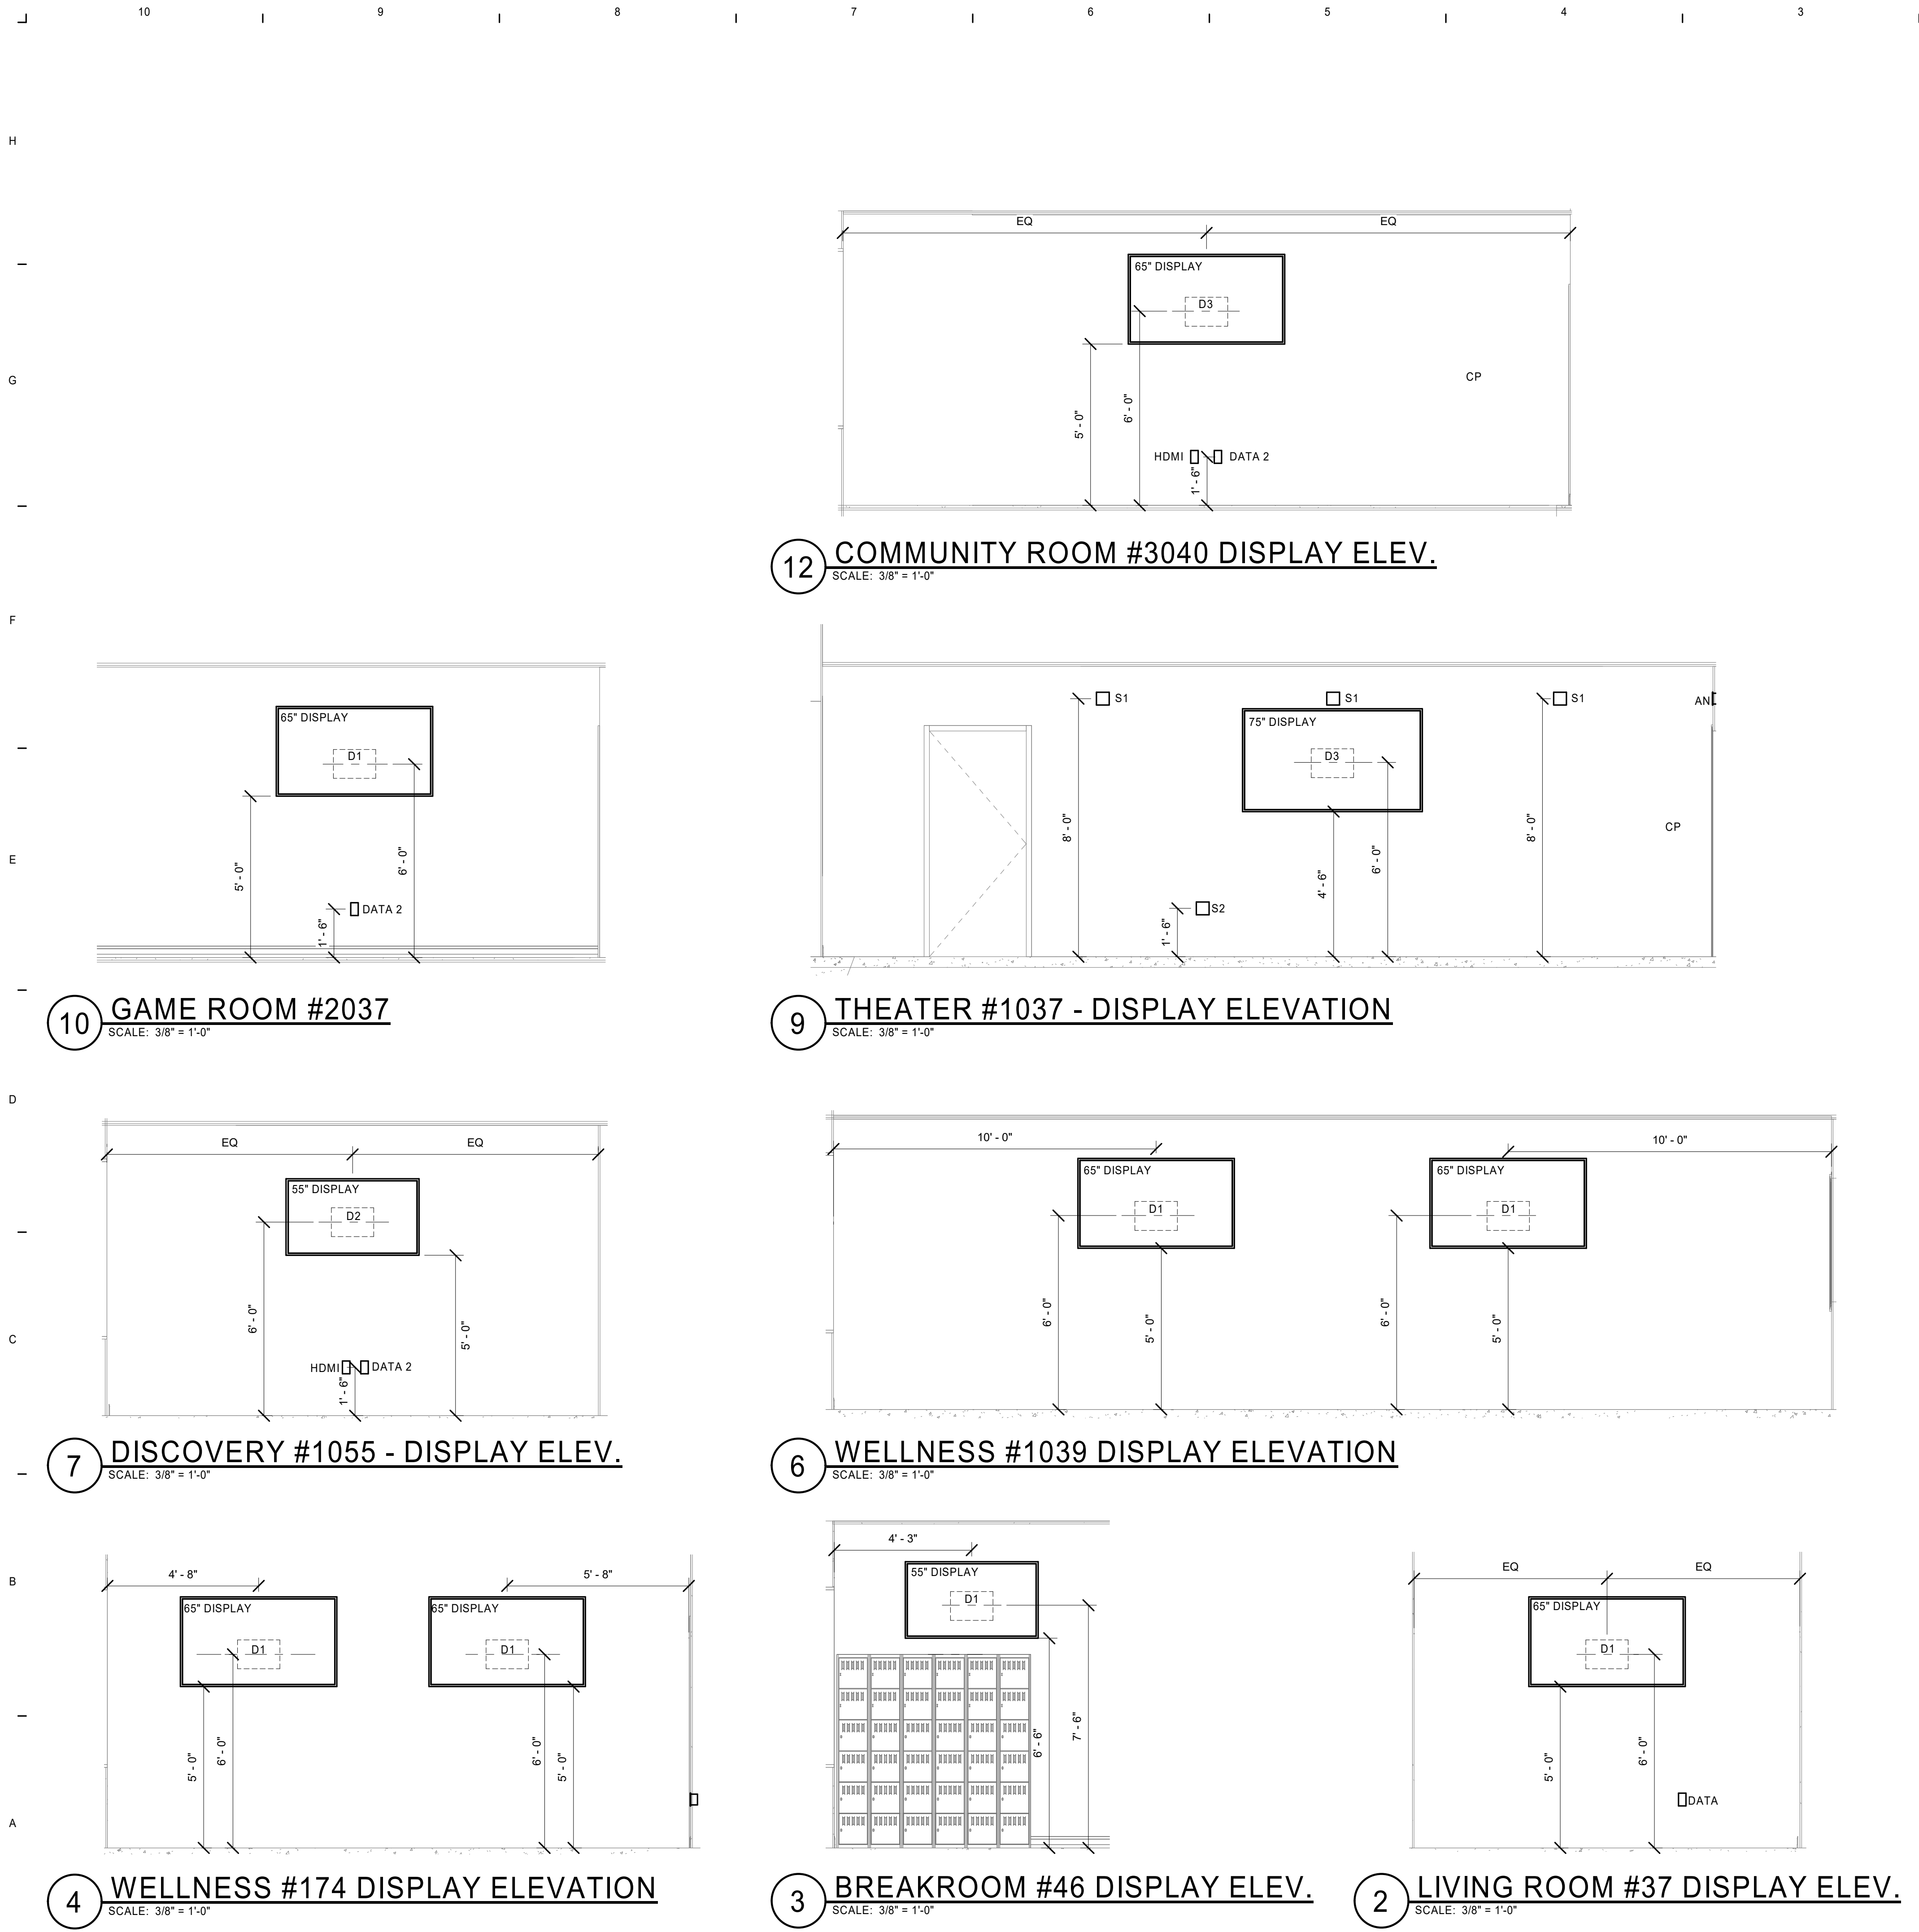 10 9 8 7 6 5 4 3
H
EQ EQ
65" DISPLAY
D3
G
CP
5' - 0"
6' - 0"
HDMI DATA 2
1' - 6"
12 COMMUNITY ROOM #3040 DISPLAY ELEV.
SCALE: 3/8" = 1'-0"
F
65" DISPLAY
D1
5' - 0"
6' - 0"
DATA 2
1' - 6"
10 GAME ROOM #2037
SCALE: 3/8" = 1'-0"
S1 S1 S1
AN
75" DISPLAY
D3
8' - 0"
8' - 0"
CP
4' - 6"
6' - 0"
S2
1' - 6"
9 THEATER #1037 - DISPLAY ELEVATION
SCALE: 3/8" = 1'-0"
E
D
EQ EQ
55" DISPLAY
D2
6' - 0"
5' - 0"
HDMI DATA 2
1' - 6"
7 DISCOVERY #1055 - DISPLAY ELEV.
SCALE: 3/8" = 1'-0"
10' - 0" 10' - 0"
65" DISPLAY 65" DISPLAY
D1 D1
6' - 0" 5' - 0" 6' - 0" 5' - 0"
6 WELLNESS #1039 DISPLAY ELEVATION
SCALE: 3/8" = 1'-0"
C
B
4' - 8" 5' - 8"
65" DISPLAY 65" DISPLAY
D1 D1
5' - 0" 6' - 0" 6' - 0" 5' - 0"
4 WELLNESS #174 DISPLAY ELEVATION
SCALE: 3/8" = 1'-0"
4' - 3"
55" DISPLAY
D1
6' - 6"
7' - 6"
3 BREAKROOM #46 DISPLAY ELEV.
SCALE: 3/8" = 1'-0"
EQ EQ
65" DISPLAY
D1
5' - 0"
6' - 0"
DATA
2 LIVING ROOM #37 DISPLAY ELEV.
SCALE: 3/8" = 1'-0"
A